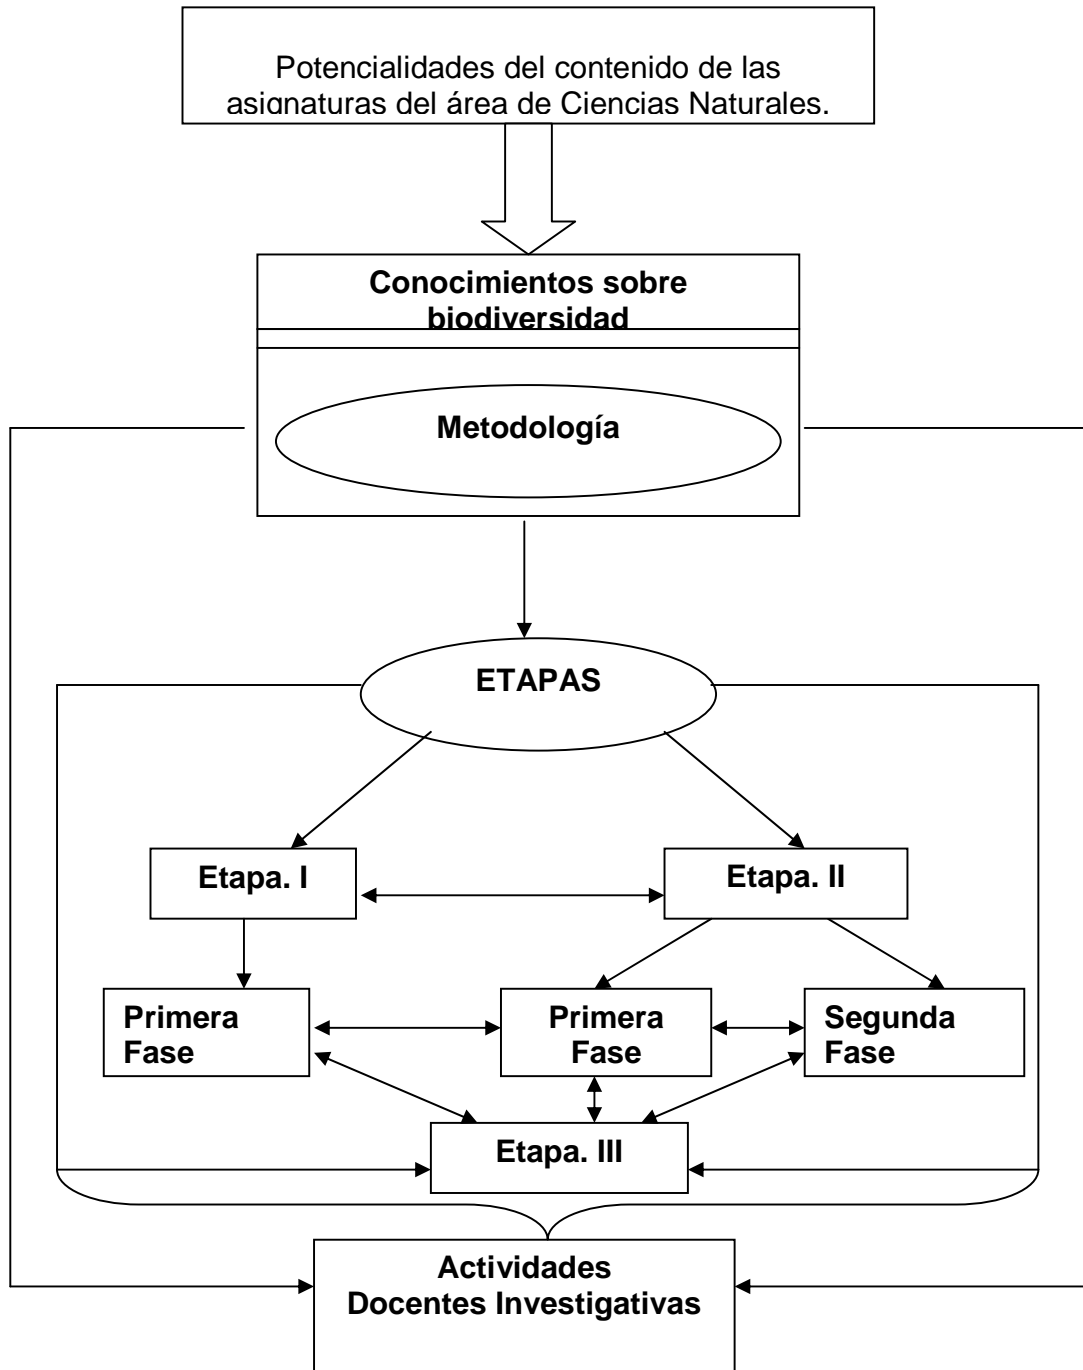 Potencialidades del contenido de las
asignaturas del área de Ciencias Naturales.
Conocimientos sobre
biodiversidad
Metodología
ETAPAS
Etapa. I
Etapa. II
Primera
Fase
Primera
Fase
Segunda
Fase
Etapa. III
Actividades
Docentes Investigativas